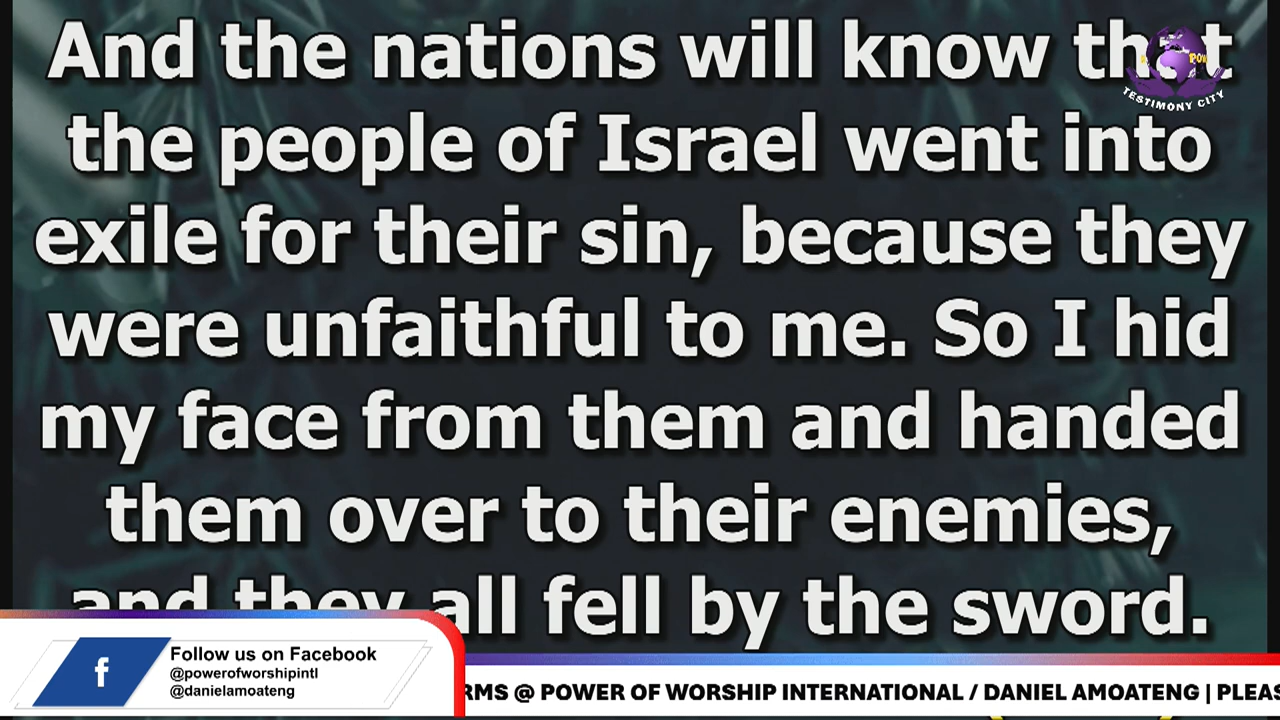 And the nations will know that
the people of Israel went into
exile for their sin, because they
were unfaithful to me. So I hid
my face from them and handed
them over to their enemies,
and they all fell by the sword.
POW
TESTIMONY CITY
f
Follow us on Facebook
@powerofworshipintl
@danielamoateng
RMS @ POWER OF WORSHIP INTERNATIONAL / DANIEL AMOATENG | PLEAS